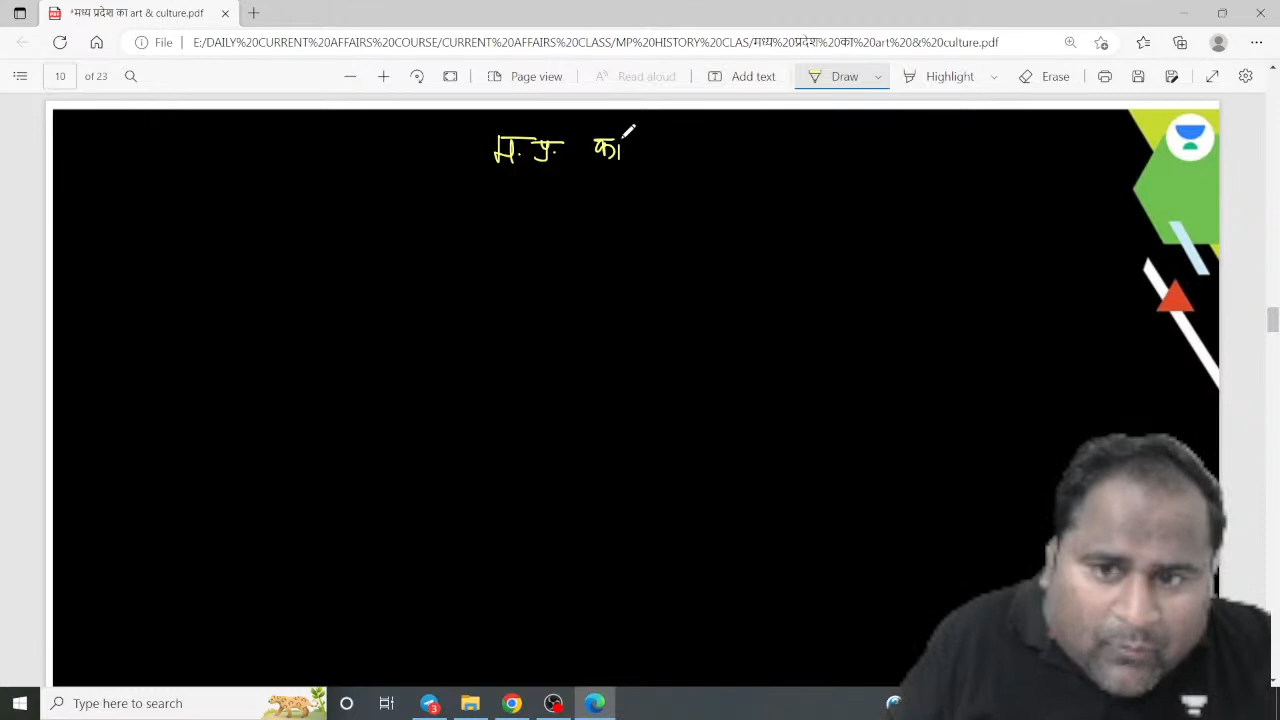 *मध्य प्रदेश का art & culture.pdf
File E:/DAILY%20CURRENT%20AFFAIRS%20COURSE/CURRENT%20AFFAIRS%20CLASS/MP%20HISTORY%20CLAS/मध्य%20प्रदेश%20का%20art%20&%20culture.pdf
10 of 23 Page view Read aloud Add text Draw Highlight Erase
म. प्र. का
Type here to search 3